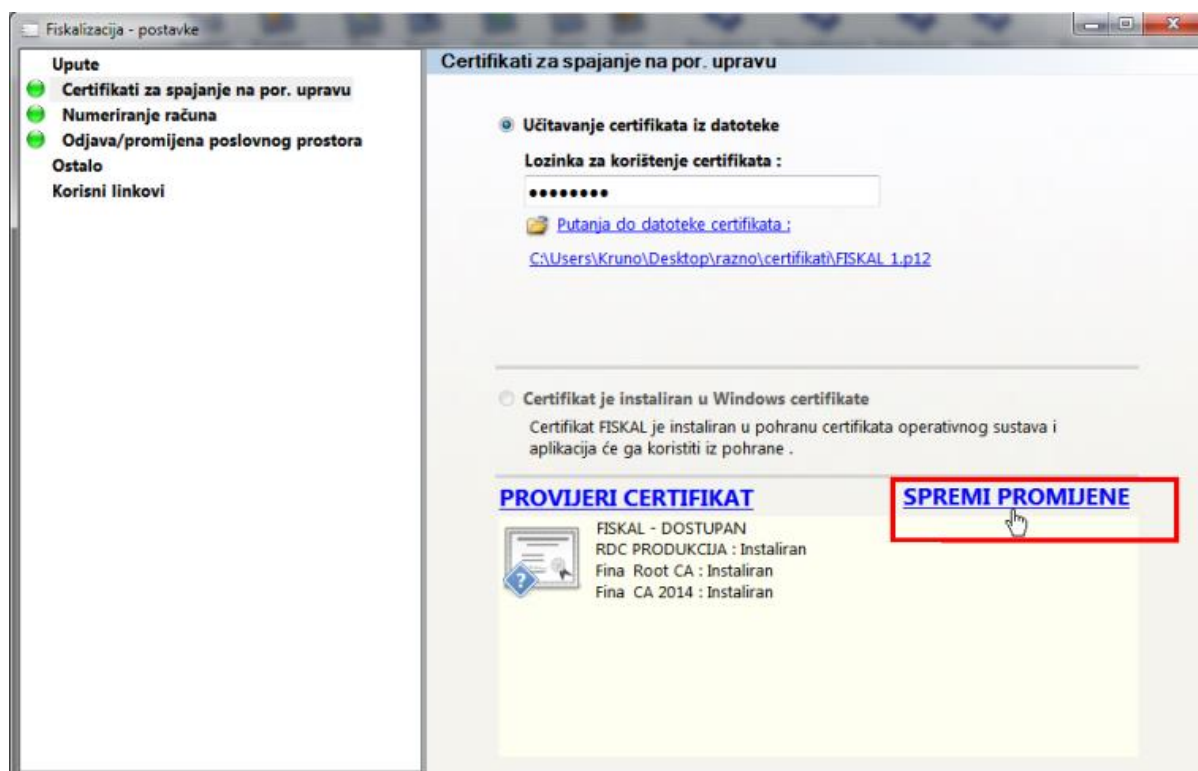 Fiskalizacija - postavke
Upute
Certifikati za spajanje na por. upravu
Numeriranje računa
Odjava/promijena poslovnog prostora
Ostalo
Korisni linkovi
Certifikati za spajanje na por. upravu
Učitavanje certifikata iz datoteke
Lozinka za korištenje certifikata :
••••••••
Putanja do datoteke certifikata :
C:\Users\Kruno\Desktop\razno\certifikati\FISKAL 1.p12
Certifikat je instaliran u Windows certifikate
Certifikat FISKAL je instaliran u pohranu certifikata operativnog sustava i
aplikacija će ga koristiti iz pohrane .
PROVIJERI CERTIFIKAT
SPREMI PROMIJENE
FISKAL - DOSTUPAN
RDC PRODUKCIJA : Instaliran
Fina Root CA : Instaliran
Fina CA 2014 : Instaliran